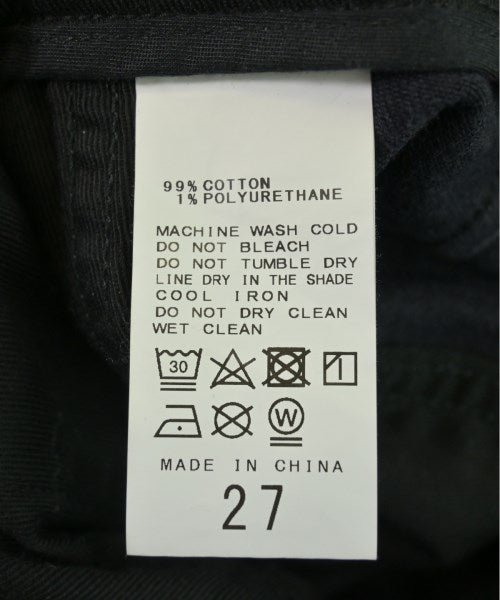 99% COTTON
1% POLYURETHANE
MACHINE WASH COLD
DO NOT BLEACH
DO NOT TUMBLE DRY
LINE DRY IN THE SHADE
COOL IRON
DO NOT DRY CLEAN
WET CLEAN
30
W
MADE IN CHINA
27